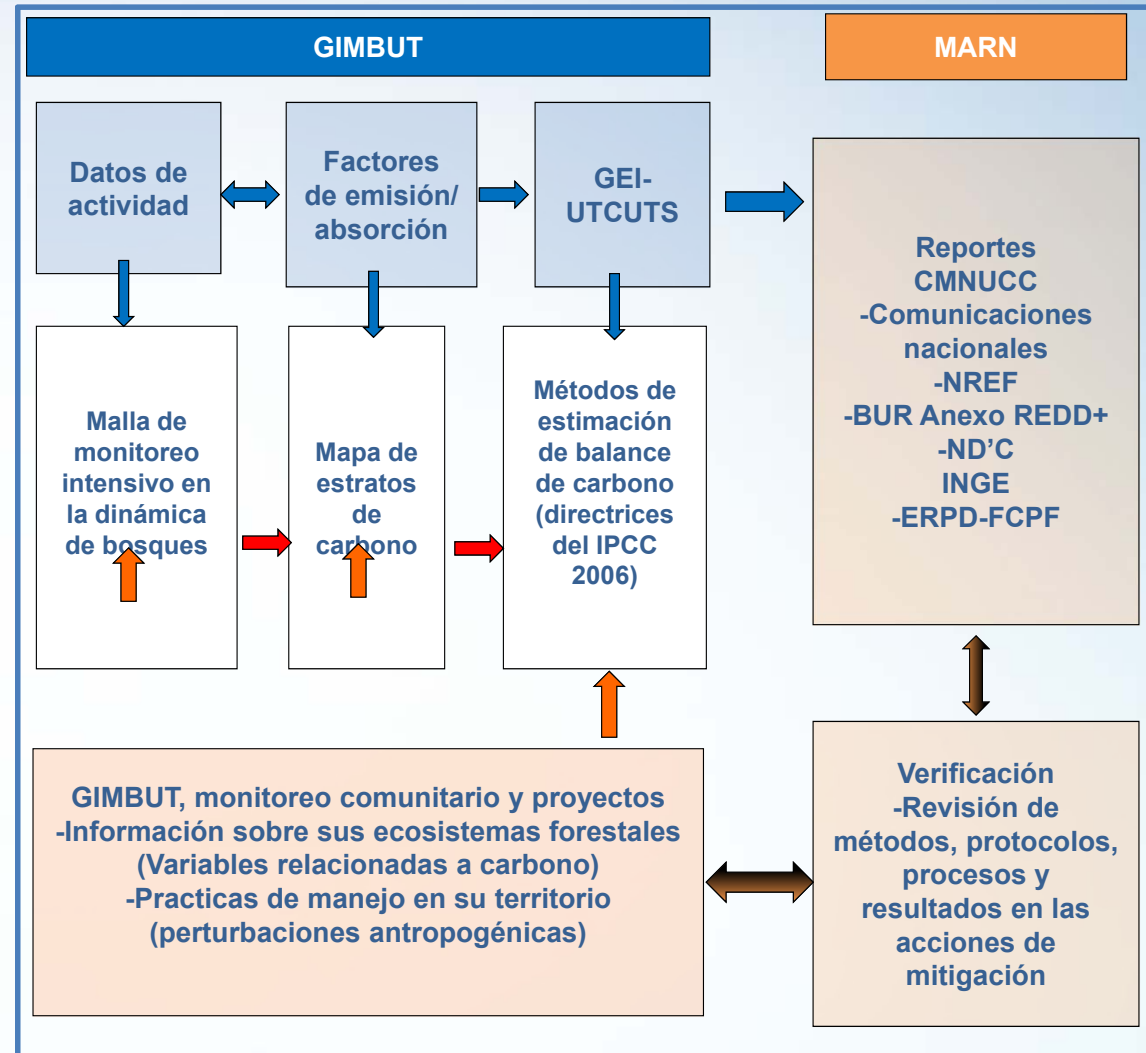 GIMBUT
MARN
Datos de
actividad
Factores
de emisión/
absorción
GEI-
UTCUTS
Malla de
monitoreo
intensivo en
la dinámica
de bosques
Mapa de
estratos
de
carbono
Métodos de
estimación
de balance
de carbono
(directrices
del IPCC
2006)
Reportes
CMNUCC
-Comunicaciones
nacionales
-NREF
-BUR Anexo REDD+
-ND’C
INGE
-ERPD-FCPF
GIMBUT, monitoreo comunitario y proyectos
-Información sobre sus ecosistemas forestales
(Variables relacionadas a carbono)
-Practicas de manejo en su territorio
(perturbaciones antropogénicas)
Verificación
-Revisión de
métodos, protocolos,
procesos y
resultados en las
acciones de
mitigación